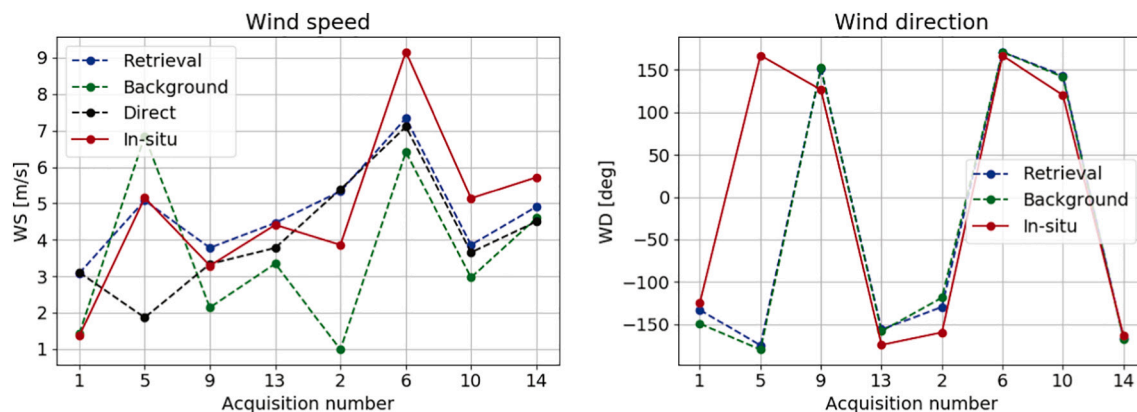 Wind speed
WS [m/s]
9
8
7
6
5
4
3
2
1
Retrieval
Background
Direct
In-situ
1 5 9 13 2 6 10 14
Acquisition number
Wind direction
WD [deg]
150
100
50
0
−50
−100
−150
Retrieval
Background
In-situ
1 5 9 13 2 6 10 14
Acquisition number